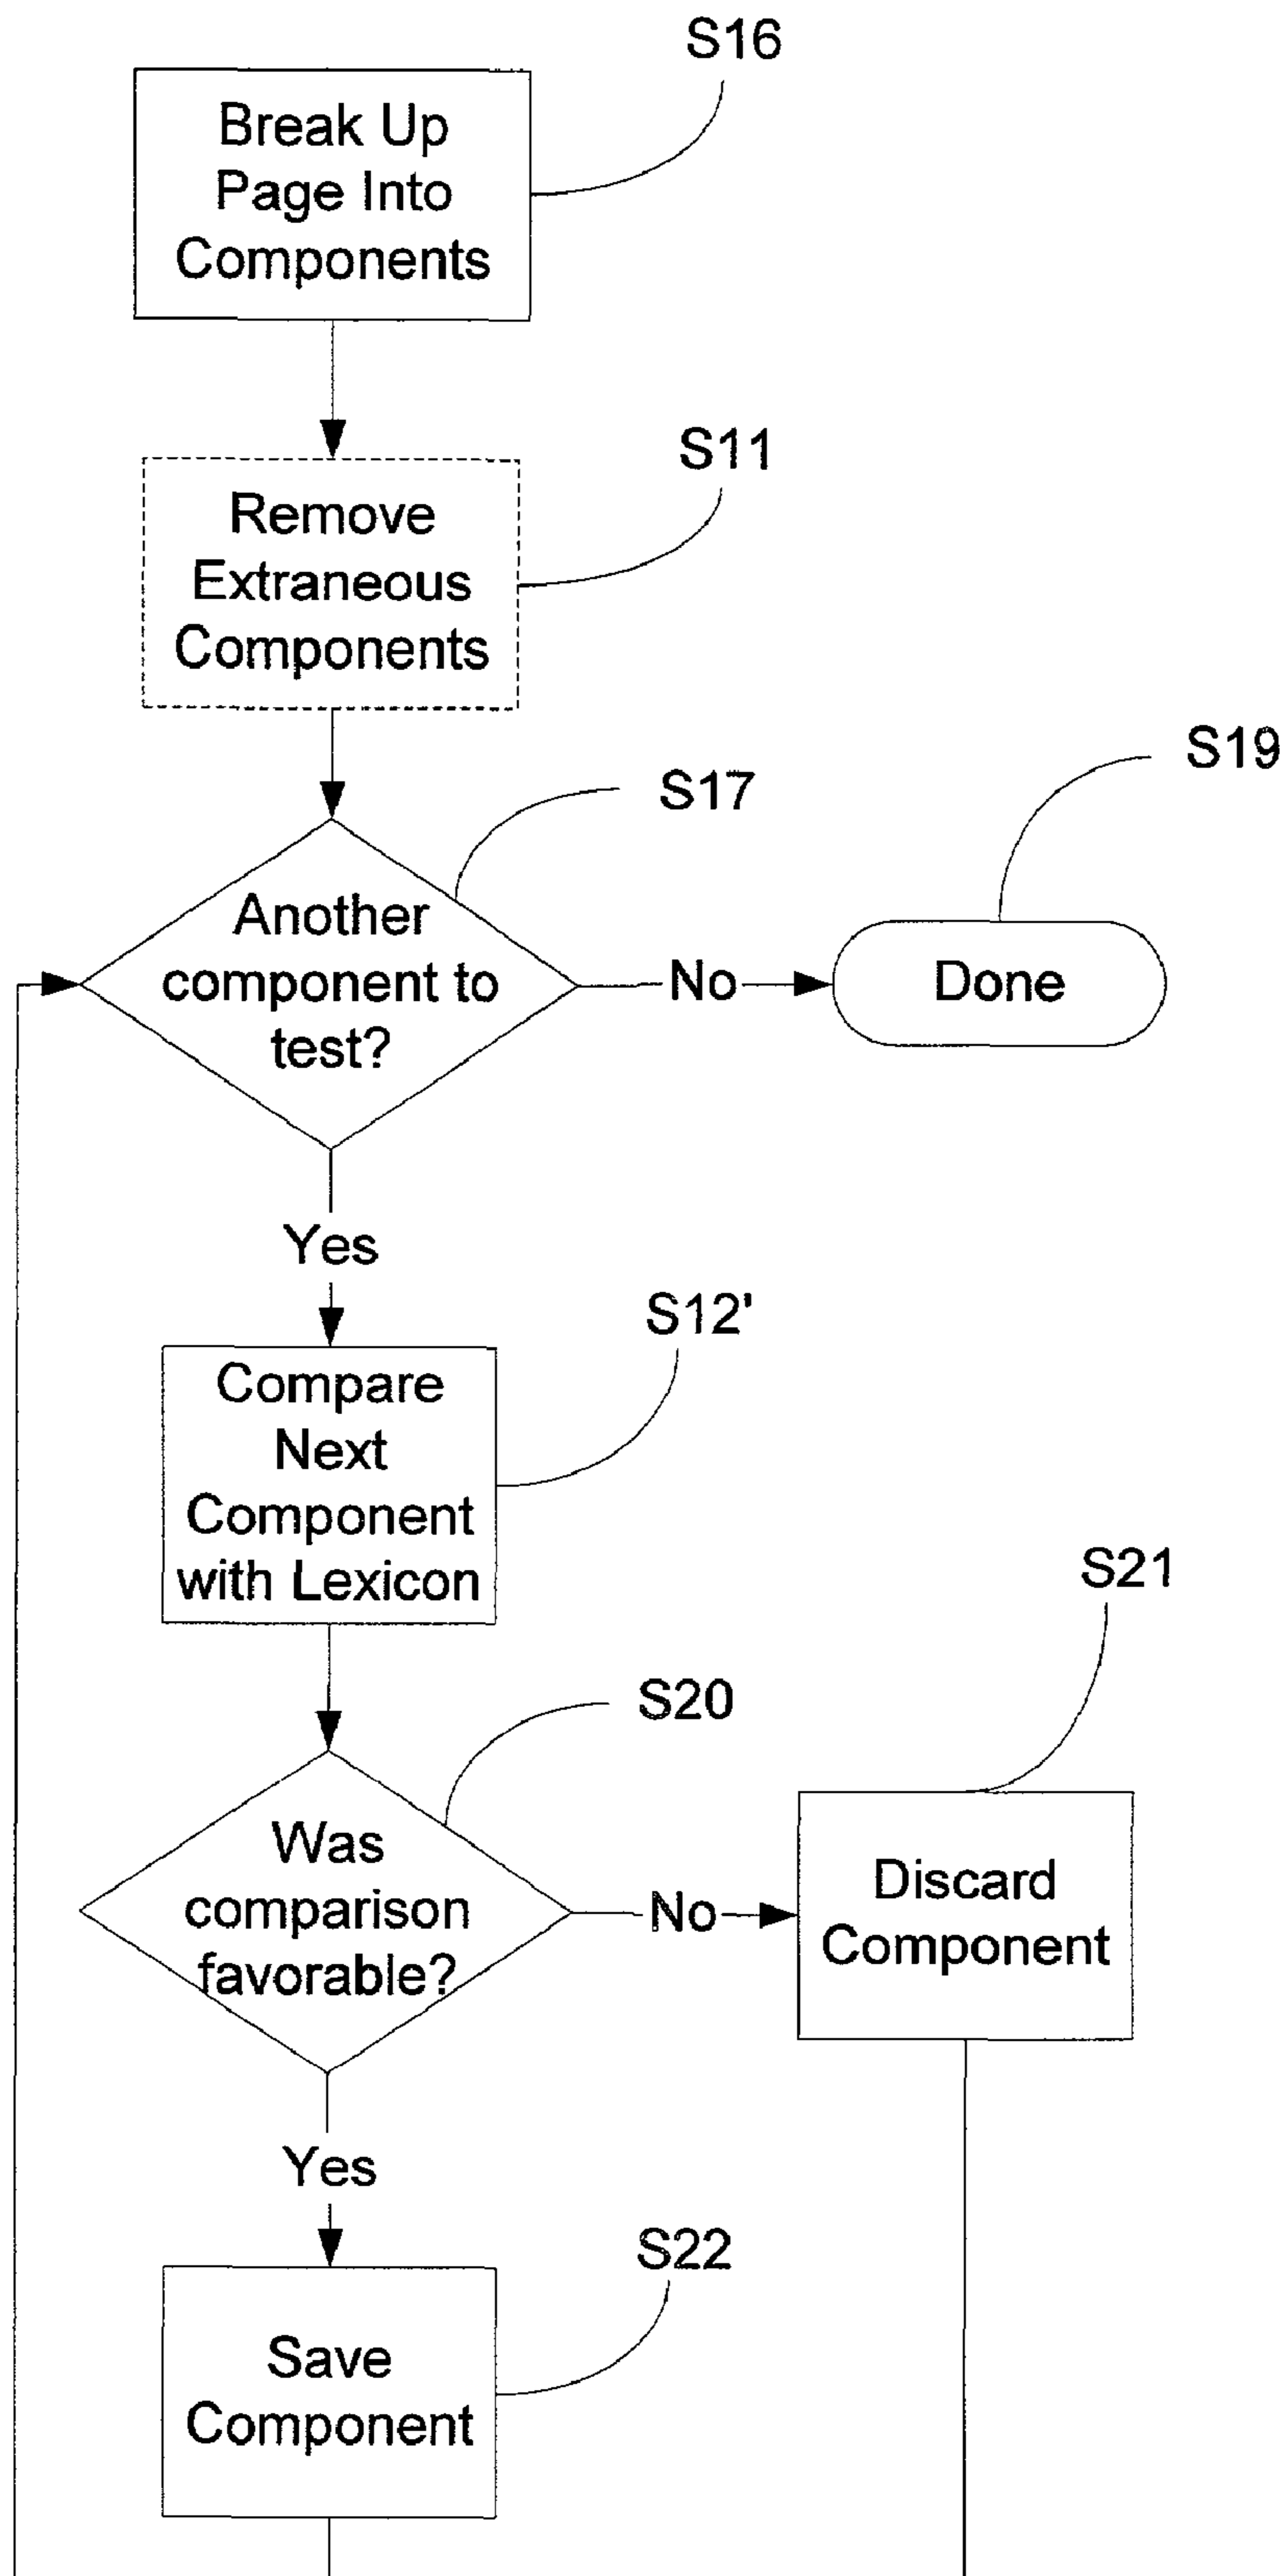 S16
Break Up
Page Into
Components
S11
Remove
Extraneous
Components
S19
S17
Another
component to
test?
No
Done
Yes
S12'
Compare
Next
Component
with Lexicon
S21
S20
Was
comparison
favorable?
No
Discard
Component
Yes
S22
Save
Component